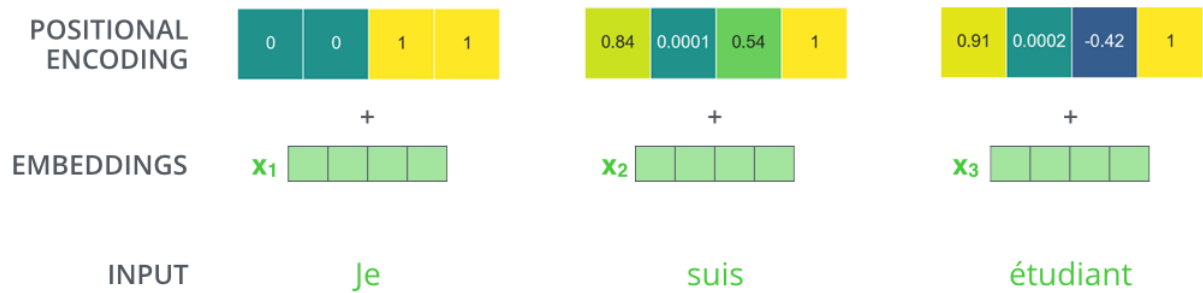 POSITIONAL ENCODING
0 0 1 1
0.84 0.0001 0.54 1
0.91 0.0002 -0.42 1
+ + +
EMBEDDINGS
x1 x2 x3
INPUT
Je suis étudiant